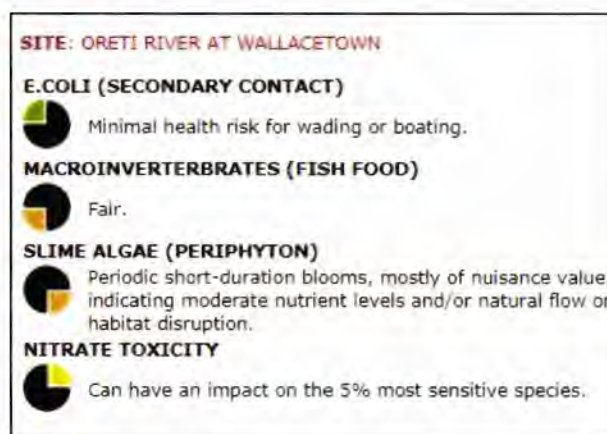 SITE: ORETI RIVER AT WALLACETOWN
E.COLI (SECONDARY CONTACT)
Minimal health risk for wading or boating.
MACROINVERTERBRATES (FISH FOOD)
Fair.
SLIME ALGAE (PERIPHYTON)
Periodic short-duration blooms, mostly of nuisance value
indicating moderate nutrient levels and/or natural flow or
habitat disruption.
NITRATE TOXICITY
Can have an impact on the 5% most sensitive species.